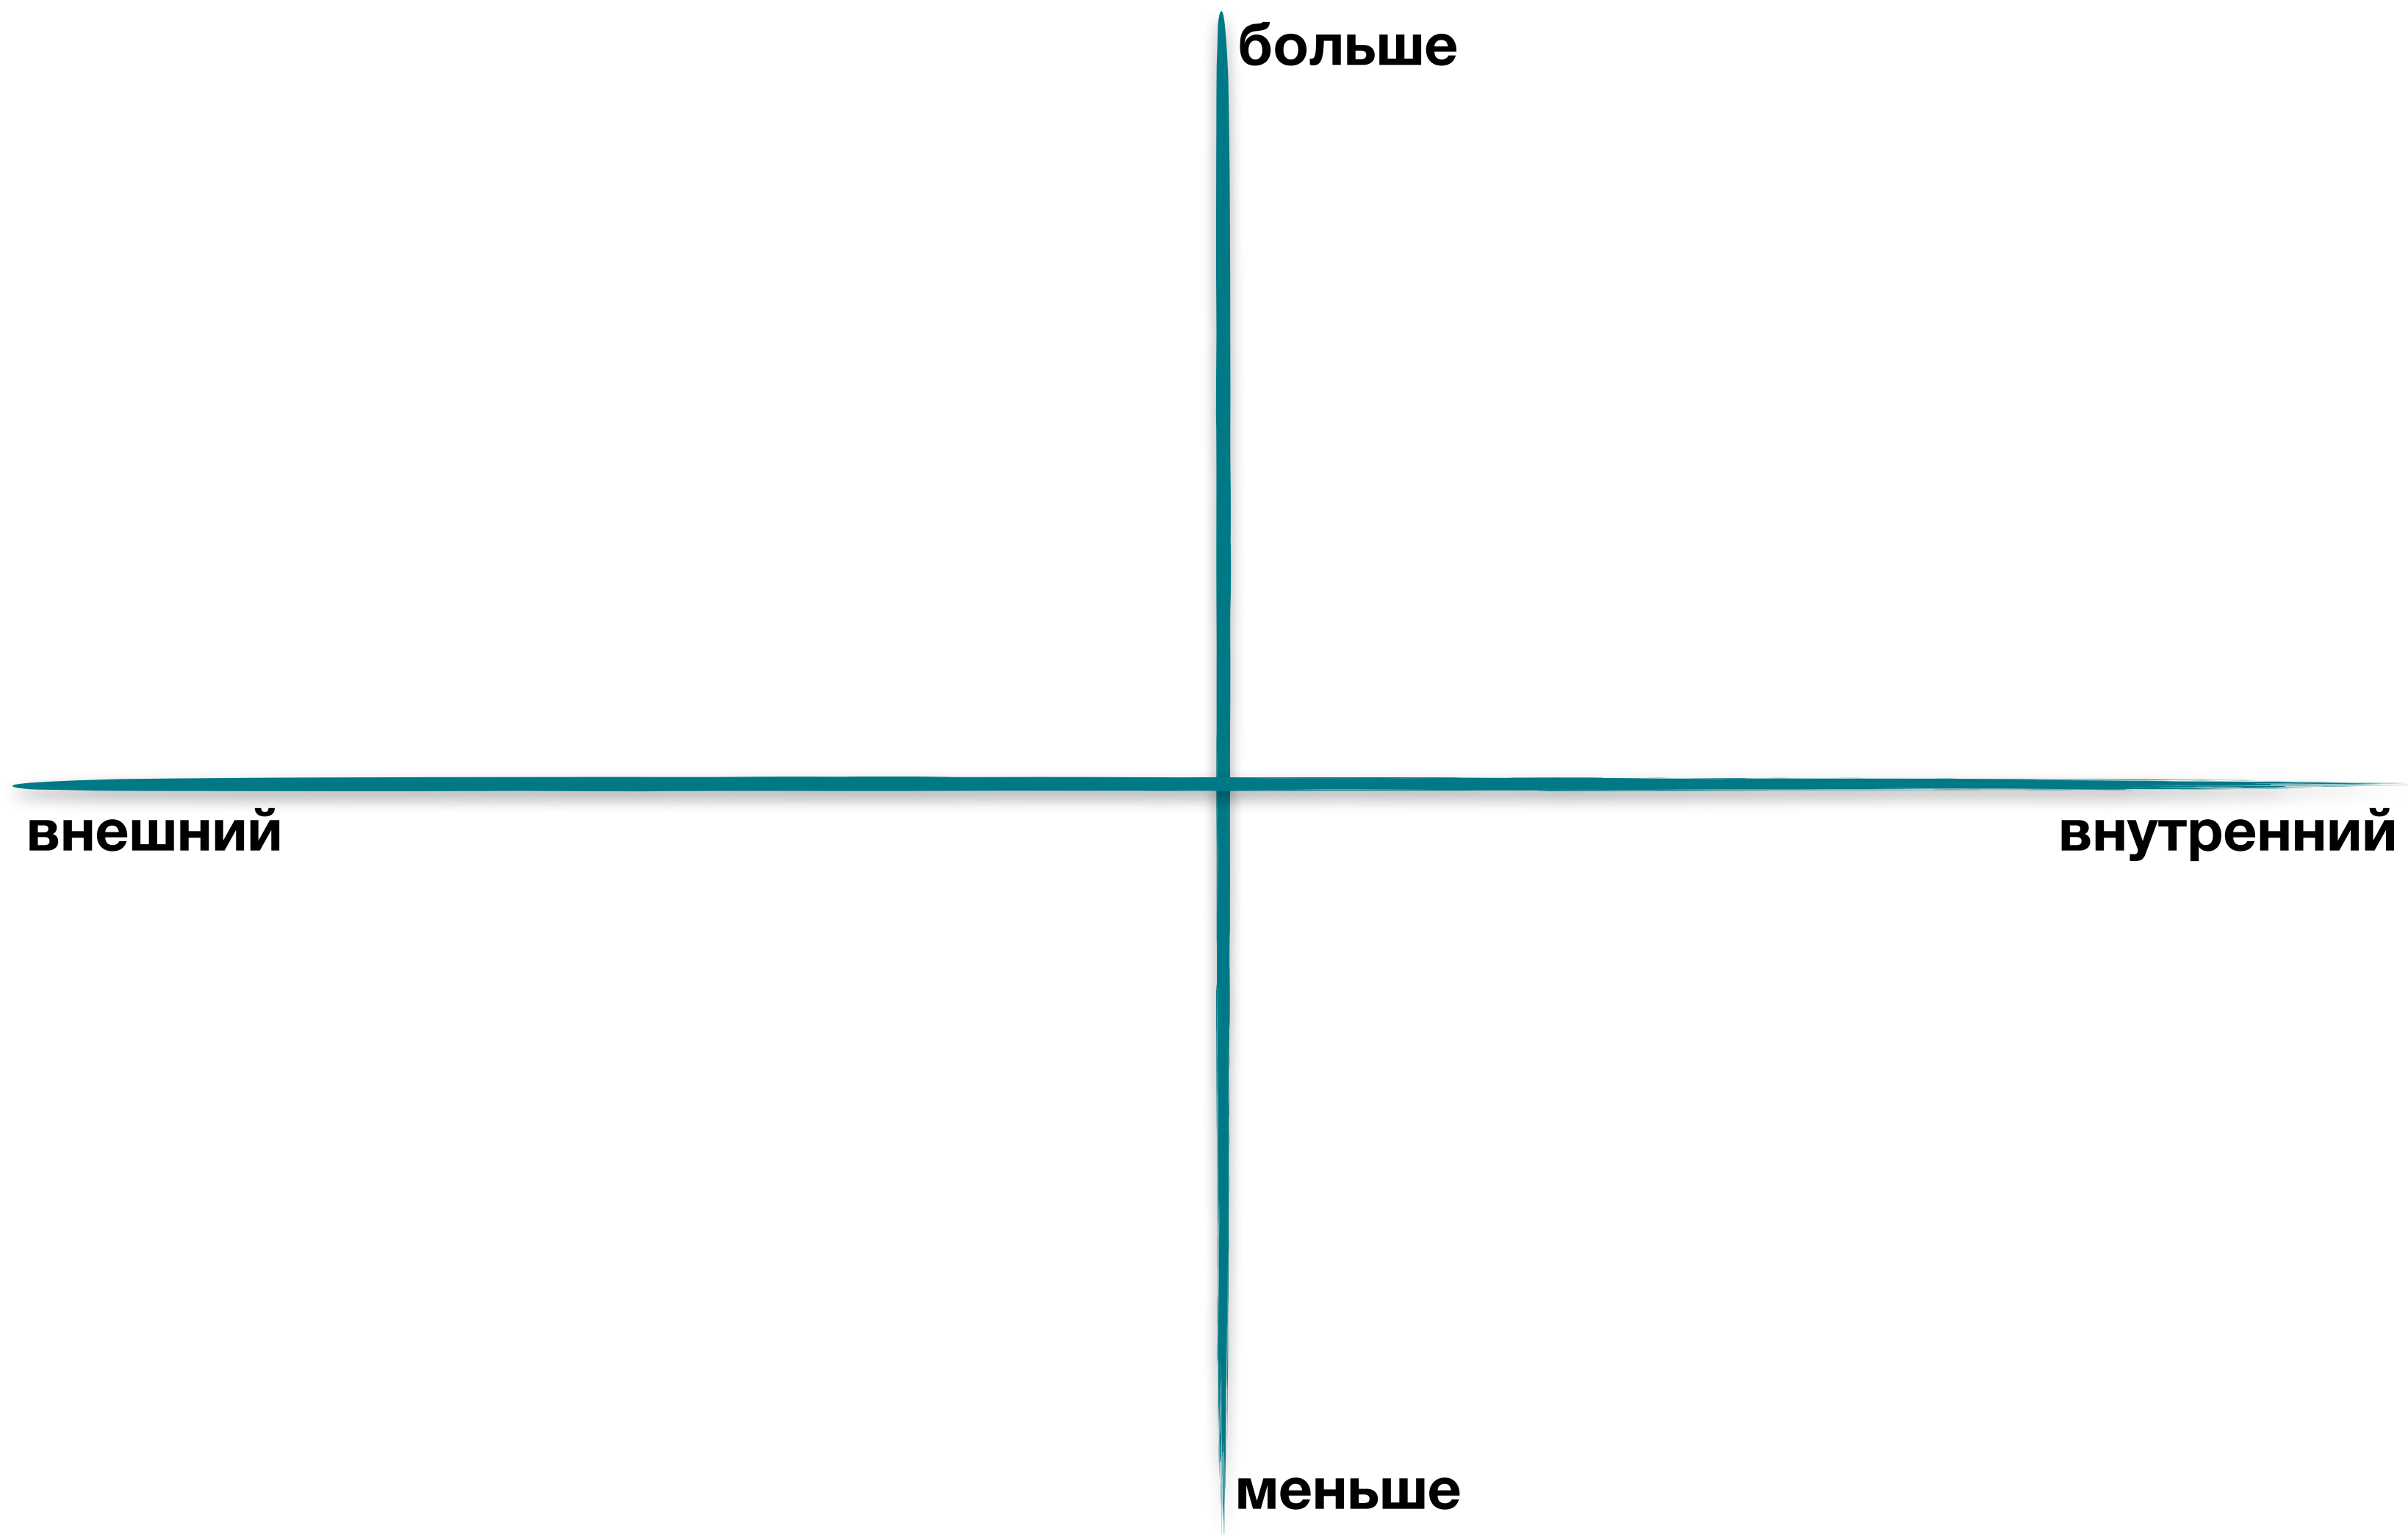 больше
внешний
внутренний
меньше